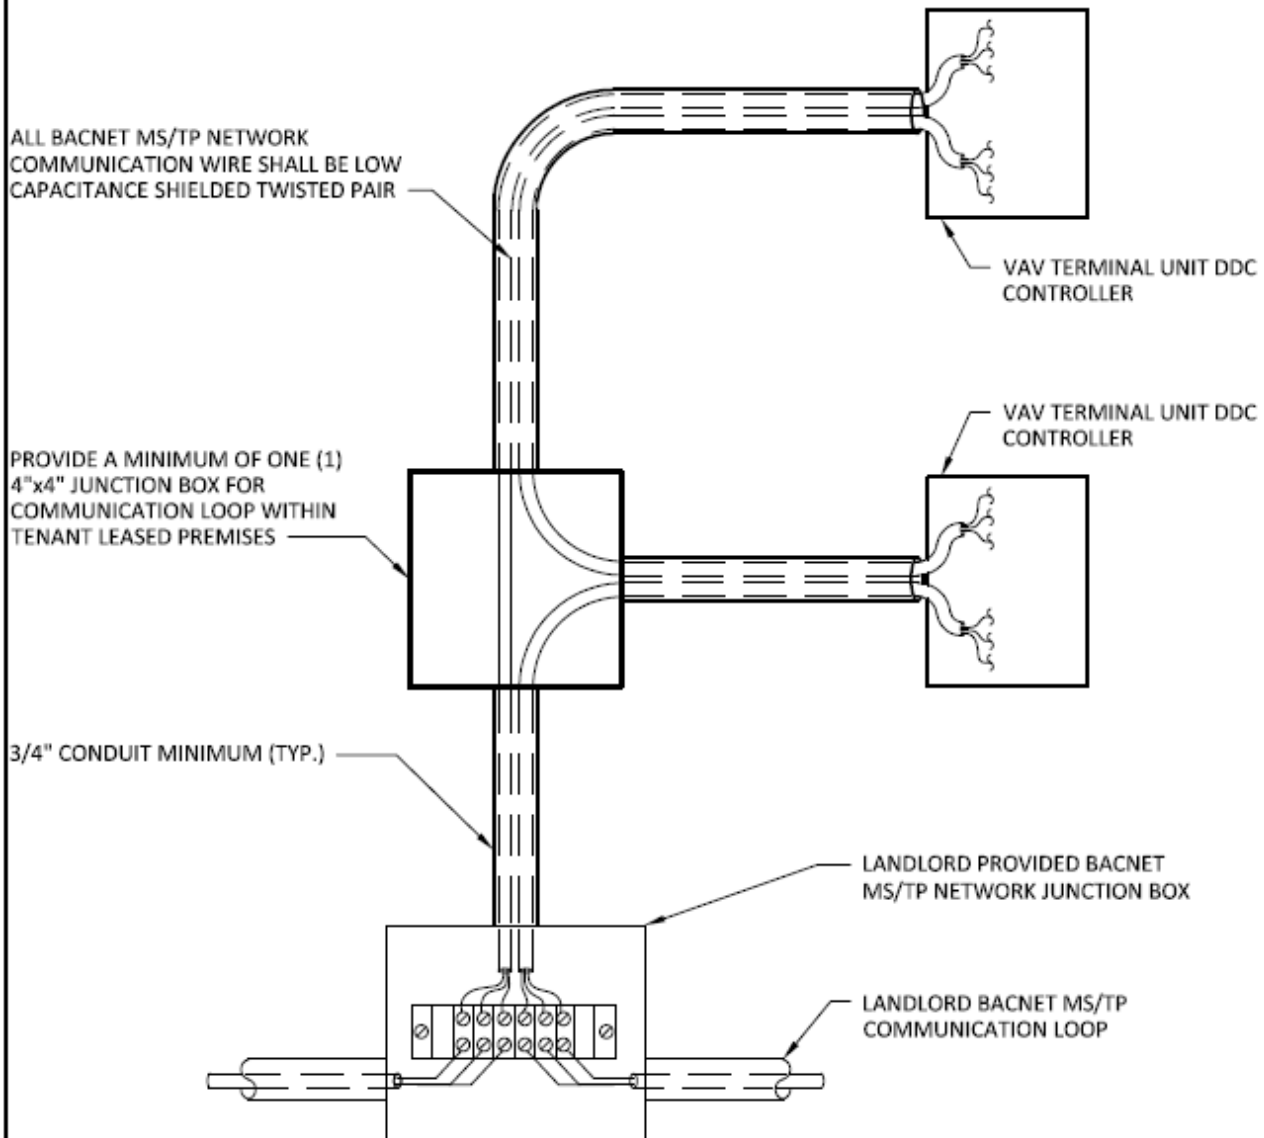 ALL BACNET MS/TP NETWORK
COMMUNICATION WIRE SHALL BE LOW
CAPACITANCE SHIELDED TWISTED PAIR
VAV TERMINAL UNIT DDC
CONTROLLER
VAV TERMINAL UNIT DDC
CONTROLLER
PROVIDE A MINIMUM OF ONE (1)
4"x4" JUNCTION BOX FOR
COMMUNICATION LOOP WITHIN
TENANT LEASED PREMISES
3/4" CONDUIT MINIMUM (TYP.)
LANDLORD PROVIDED BACNET
MS/TP NETWORK JUNCTION BOX
LANDLORD BACNET MS/TP
COMMUNICATION LOOP